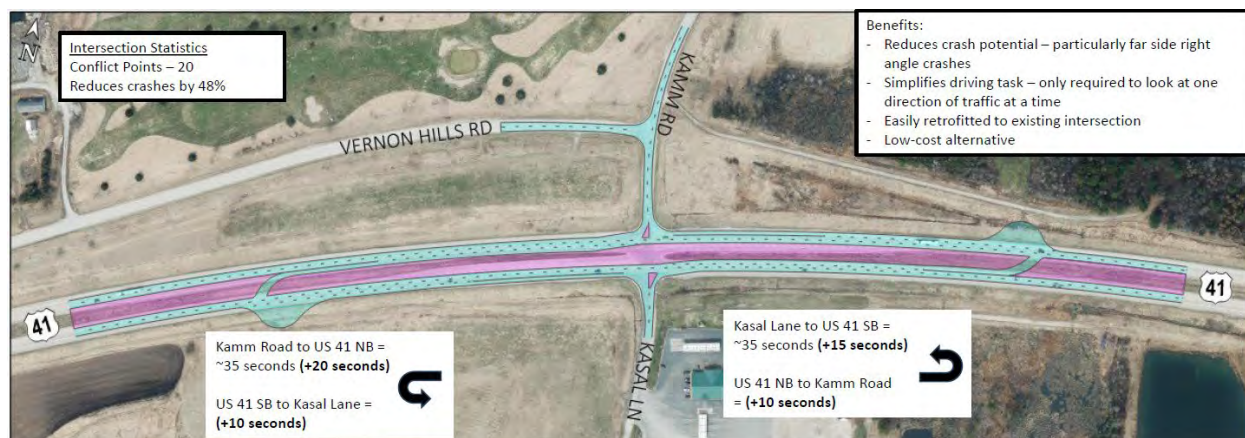 N
Intersection Statistics
Conflict Points – 20
Reduces crashes by 48%
Benefits:
- Reduces crash potential – particularly far side right
angle crashes
- Simplifies driving task – only required to look at one
direction of traffic at a time
- Easily retrofitted to existing intersection
- Low-cost alternative
KAMM RD
VERNON HILLS RD
41
41
KASAL LN
Kamm Road to US 41 NB =
~35 seconds (+20 seconds)
US 41 SB to Kasal Lane =
(+10 seconds)
Kasal Lane to US 41 SB =
~35 seconds (+15 seconds)
US 41 NB to Kamm Road
= (+10 seconds)